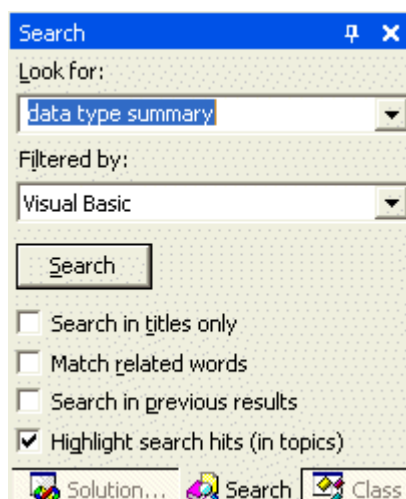 Search
Look for:
data type summary
Filtered by:
Visual Basic
Search
Search in titles only
Match related words
Search in previous results
Highlight search hits (in topics)
Solution... Search Class